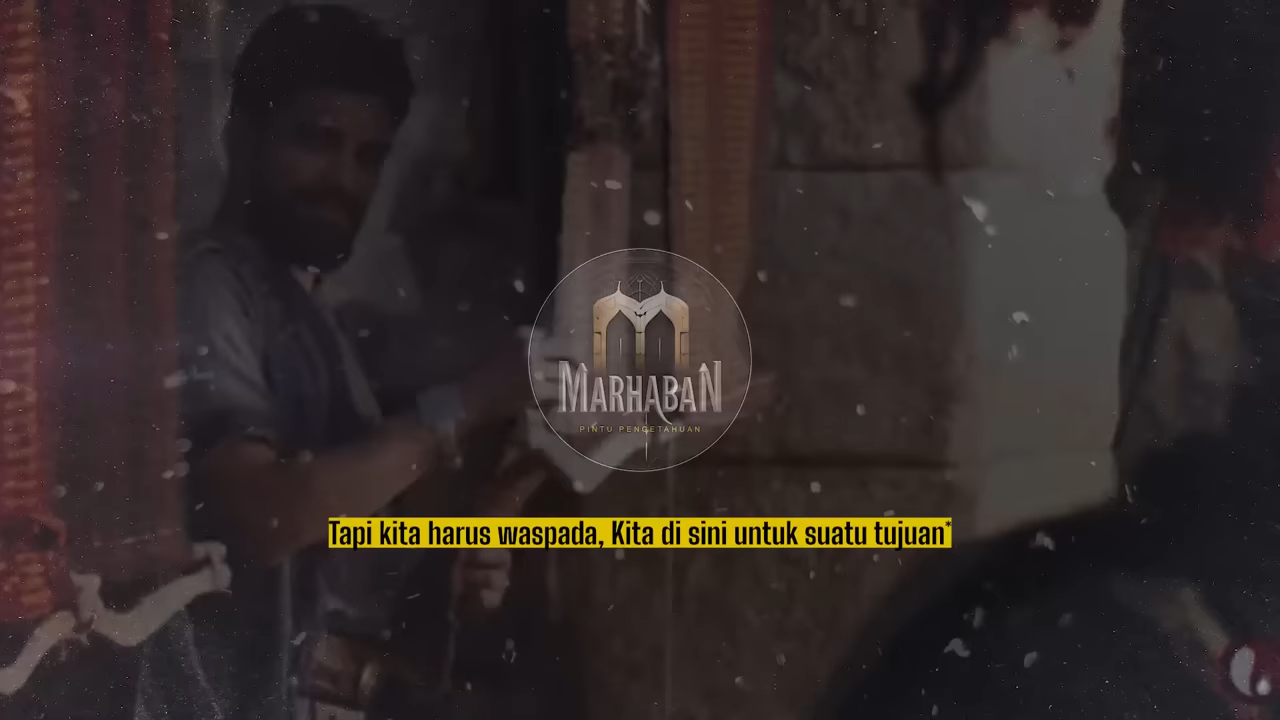 MARHABAN
PINTU PENGETAHUAN
Tapi kita harus waspada, Kita di sini untuk suatu tujuan*